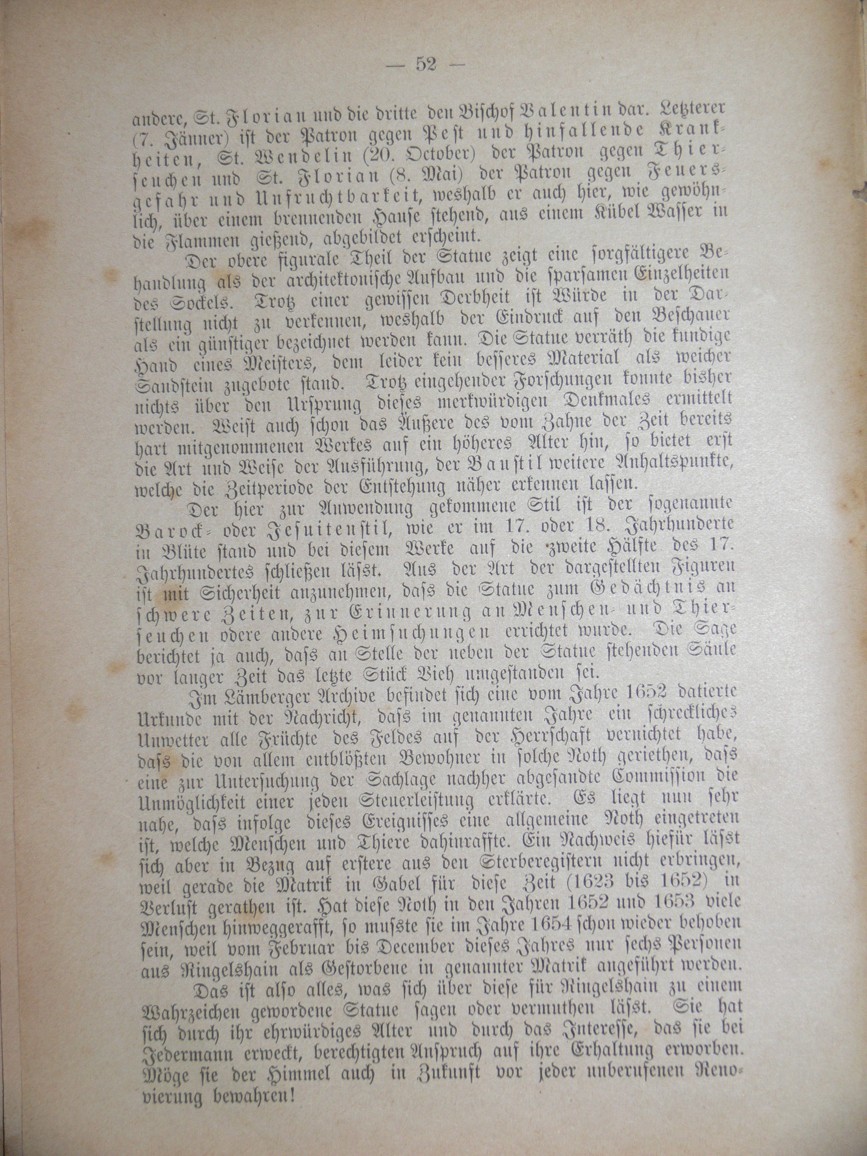 — 52 —
andere, St. Florian und die dritte den Bischof Valentin dar. Letzterer
(7. Jänner) ist der Patron gegen Pest und hinfallende Krank-
heiten, St. Wendelin (20. October) der Patron gegen Thier-
seuchen und St. Florian (8. Mai) der Patron gegen Feuers-
gefahr und Unfruchtbarkeit, weshalb er auch hier, wie gewöhn-
lich, über einem brennenden Hause stehend, aus einem Kübel Wasser in
die Flammen gießend, abgebildet erscheint.
Der obere figurale Theil der Statue zeigt eine sorgfältigere Be-
handlung als der architektonische Aufbau und die sparsamen Einzelheiten
des Sockels. Trotz einer gewissen Derbheit ist Würde in der Dar-
stellung nicht zu verkennen, weshalb der Eindruck auf den Beschauer
als ein günstiger bezeichnet werden kann. Die Statue verräth die kundige
Hand eines Meisters, dem leider kein besseres Material als weicher
Sandstein zugebote stand. Trotz eingehender Forschungen konnte bisher
nichts über den Ursprung dieses merkwürdigen Denkmales ermittelt
werden. Weist auch schon das Äußere des vom Zahne der Zeit bereits
hart mitgenommenen Werkes auf ein höheres Alter hin, so bietet erst
die Art und Weise der Ausführung, der Baustil weitere Anhaltspunkte,
welche die Zeitperiode der Entstehung näher erkennen lassen.
Der hier zur Anwendung gekommene Stil ist der sogenannte
Barock- oder Jesuitenstil, wie er im 17. oder 18. Jahrhunderte
in Blüte stand und bei diesem Werke auf die zweite Hälfte des 17.
Jahrhundertes schließen lässt. Aus der Art der dargestellten Figuren
ist mit Sicherheit anzunehmen, dass die Statue zum Gedächtnis an
schwere Zeiten, zur Erinnerung an Menschen- und Thier-
seuchen odere andere Heimsuchungen errichtet wurde. Die Sage
berichtet ja auch, dass an Stelle der neben der Statue stehenden Säule
vor langer Zeit das letzte Stück Vieh umgestanden sei.
Im Lämberger Archive befindet sich eine vom Jahre 1652 datierte
Urkunde mit der Nachricht, dass im genannten Jahre ein schreckliches
Unwetter alle Früchte des Feldes auf der Herrschaft vernichtet habe,
dass die von allem entblößten Bewohner in solche Noth geriethen, dass
eine zur Untersuchung der Sachlage nachher abgesandte Commission die
Unmöglichkeit einer jeden Steuerleistung erklärte. Es liegt nun sehr
nahe, dass infolge dieses Ereignisses eine allgemeine Noth eingetreten
ist, welche Menschen und Thiere dahinraffte. Ein Nachweis hiefür lässt
sich aber in Bezug auf erstere aus den Sterberegistern nicht erbringen,
weil gerade die Matrik in Gabel für diese Zeit (1623 bis 1652) in
Verlust gerathen ist. Hat diese Noth in den Jahren 1652 und 1653 viele
Menschen hinweggerafft, so musste sie im Jahre 1654 schon wieder behoben
sein, weil vom Februar bis December dieses Jahres nur sechs Personen
aus Ringelshain als Gestorbene in genannter Matrik angeführt werden.
Das ist also alles, was sich über diese für Ringelshain zu einem
Wahrzeichen gewordene Statue sagen oder vermuthen lässt. Sie hat
sich durch ihr ehrwürdiges Alter und durch das Interesse, das sie bei
Jedermann erweckt, berechtigten Anspruch auf ihre Erhaltung erworben.
Möge sie der Himmel auch in Zukunft vor jeder unberufenen Reno-
vierung bewahren!